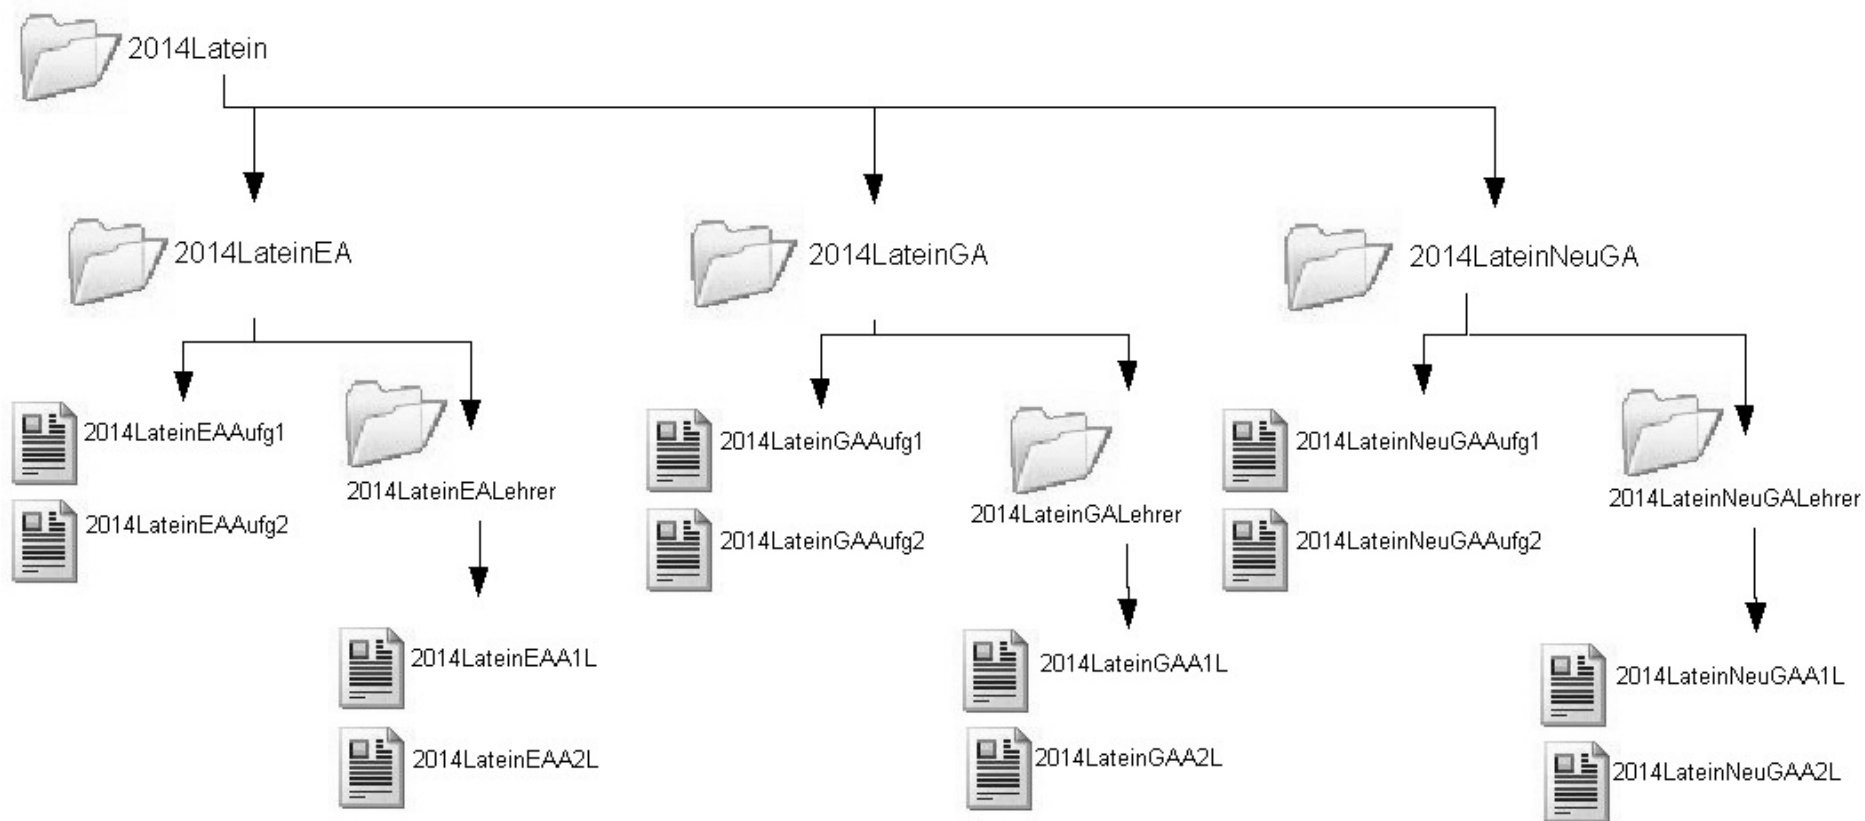 2014Latein
2014LateinEA
2014LateinGA
2014LateinNeuGA
2014LateinEAAufg1
2014LateinEAAufg2
2014LateinEALehrer
2014LateinEAA1L
2014LateinEAA2L
2014LateinGAAufg1
2014LateinGAAufg2
2014LateinGALehrer
2014LateinGAA1L
2014LateinGAA2L
2014LateinNeuGAAufg1
2014LateinNeuGAAufg2
2014LateinNeuGALehrer
2014LateinNeuGAA1L
2014LateinNeuGAA2L